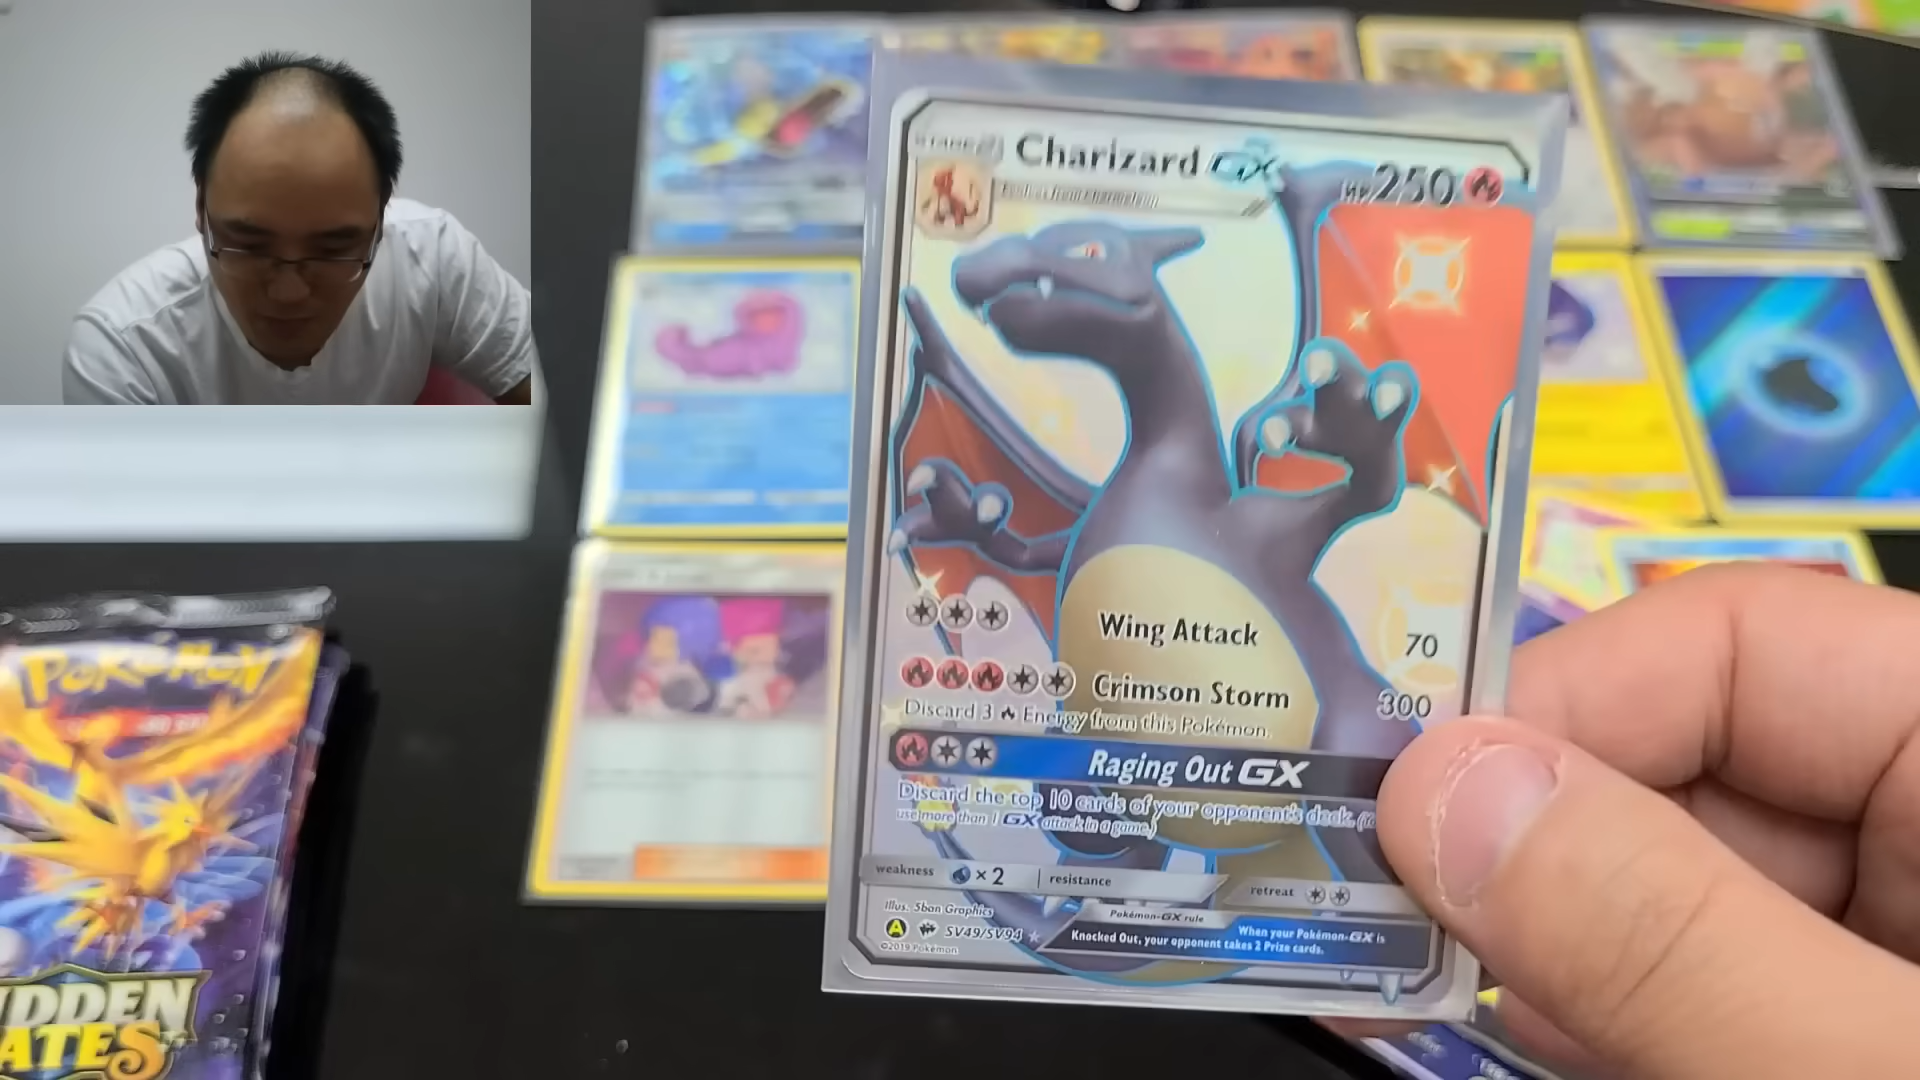 Charizard GX
HP250
Wing Attack 70
Crimson Storm 300
Discard 3 Energy from this Pokémon.
Raging Out GX
Discard the top 10 cards of your opponent's deck.
use more than 1 GX attack in a game.)
weakness ×2 resistance
retreat
Illus. 5ban Graphics
A SV49/SV94
©2019 Pokémon
Pokémon-GX rule
When your Pokémon-GX is
Knocked Out, your opponent takes 2 Prize cards.
POKéMON
IDDEN
ATES